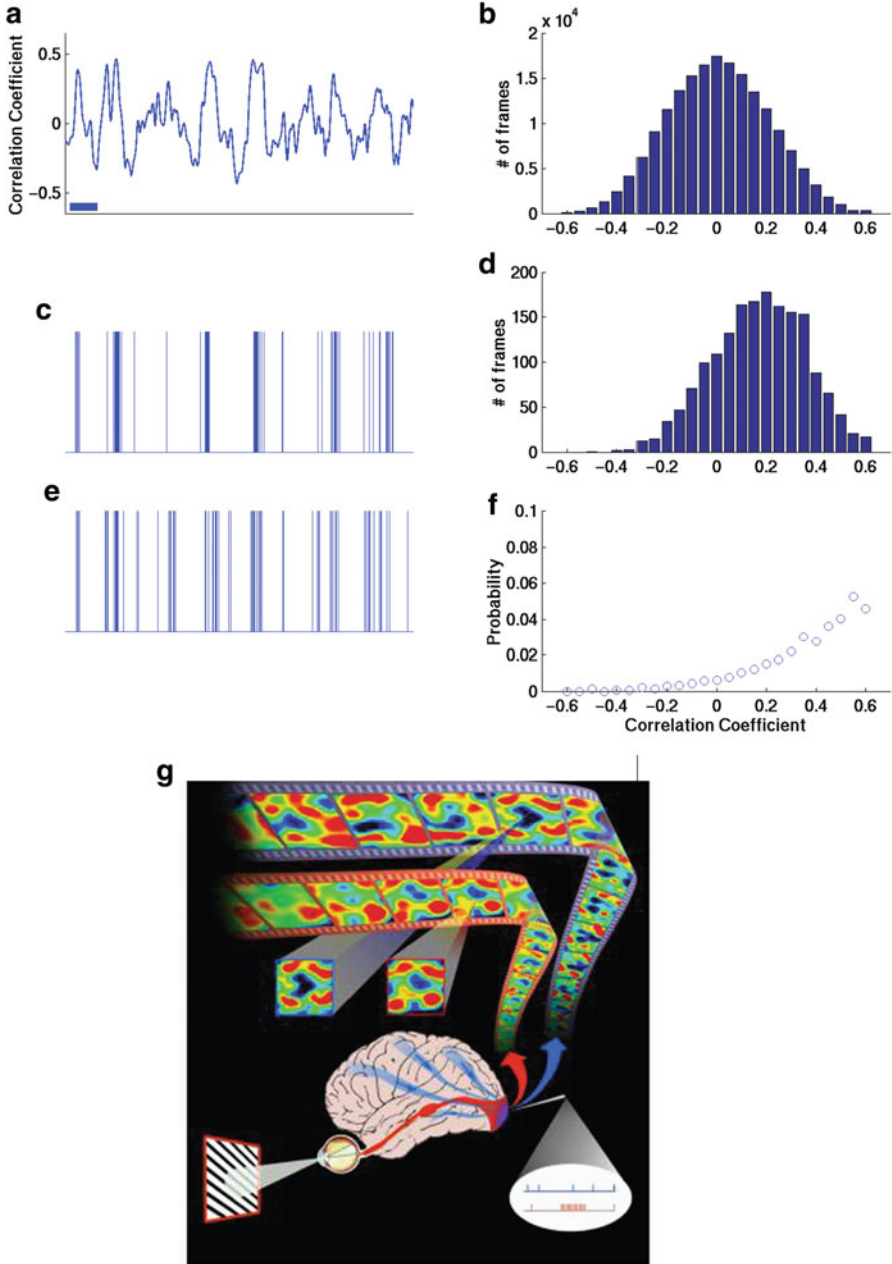 a
Correlation Coefficient
0.5
0
−0.5
b
# of frames
x 10^4
2
1.5
1
0.5
0
−0.6 −0.4 −0.2 0 0.2 0.4 0.6
c
d
# of frames
200
150
100
50
0
−0.6 −0.4 −0.2 0 0.2 0.4 0.6
e
f
Probability
0.1
0.08
0.06
0.04
0.02
0
−0.6 −0.4 −0.2 0 0.2 0.4 0.6
Correlation Coefficient
g